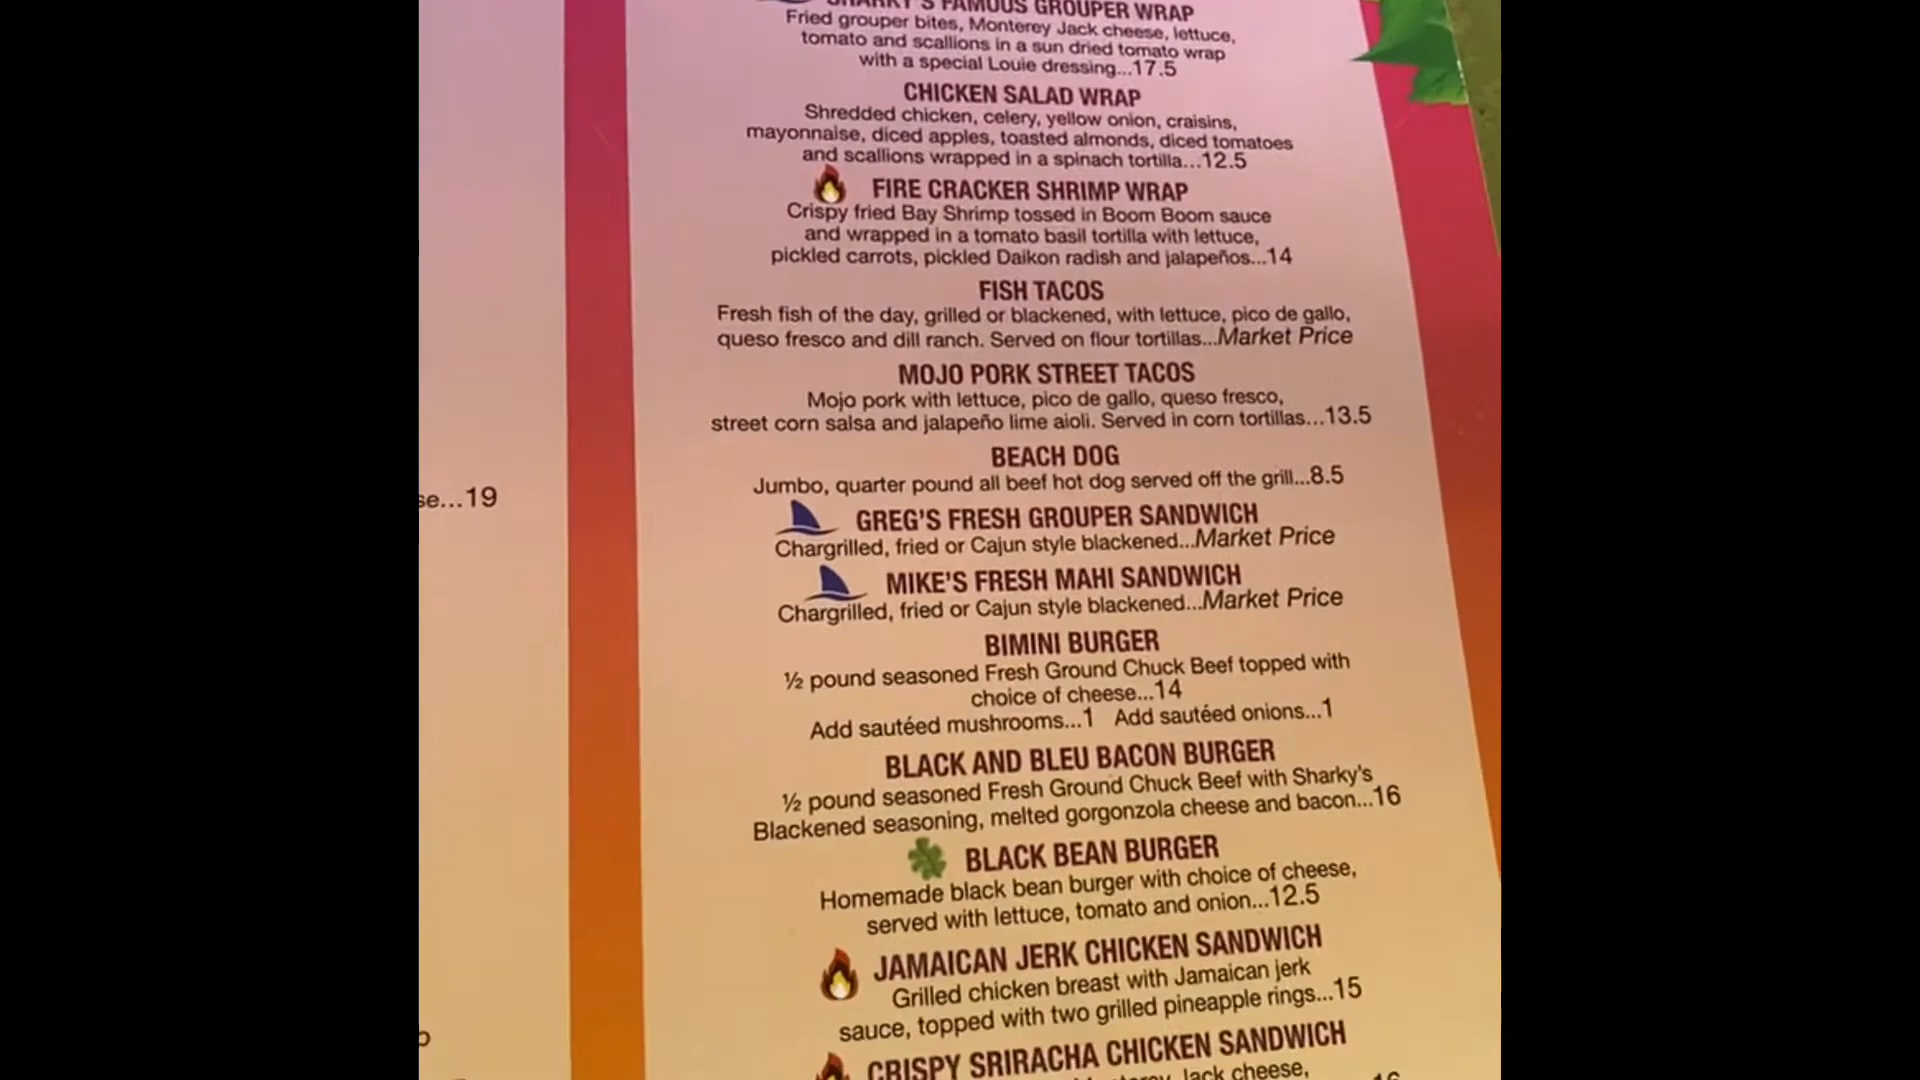 SHARKY'S FAMOUS GROUPER WRAP
Fried grouper bites, Monterey Jack cheese, lettuce,
tomato and scallions in a sun dried tomato wrap
with a special Louie dressing...17.5
CHICKEN SALAD WRAP
Shredded chicken, celery, yellow onion, craisins,
mayonnaise, diced apples, toasted almonds, diced tomatoes
and scallions wrapped in a spinach tortilla...12.5
FIRE CRACKER SHRIMP WRAP
Crispy fried Bay Shrimp tossed in Boom Boom sauce
and wrapped in a tomato basil tortilla with lettuce,
pickled carrots, pickled Daikon radish and jalapeños...14
FISH TACOS
Fresh fish of the day, grilled or blackened, with lettuce, pico de gallo,
queso fresco and dill ranch. Served on flour tortillas...Market Price
MOJO PORK STREET TACOS
Mojo pork with lettuce, pico de gallo, queso fresco,
street corn salsa and jalapeño lime aioli. Served in corn tortillas...13.5
BEACH DOG
Jumbo, quarter pound all beef hot dog served off the grill...8.5
se...19
GREG'S FRESH GROUPER SANDWICH
Chargrilled, fried or Cajun style blackened...Market Price
MIKE'S FRESH MAHI SANDWICH
Chargrilled, fried or Cajun style blackened...Market Price
BIMINI BURGER
½ pound seasoned Fresh Ground Chuck Beef topped with
choice of cheese...14
Add sautéed mushrooms...1 Add sautéed onions...1
BLACK AND BLEU BACON BURGER
½ pound seasoned Fresh Ground Chuck Beef with Sharky's
Blackened seasoning, melted gorgonzola cheese and bacon...16
BLACK BEAN BURGER
Homemade black bean burger with choice of cheese,
served with lettuce, tomato and onion...12.5
JAMAICAN JERK CHICKEN SANDWICH
Grilled chicken breast with Jamaican jerk
sauce, topped with two grilled pineapple rings...15
CRISPY SRIRACHA CHICKEN SANDWICH
Jack cheese,